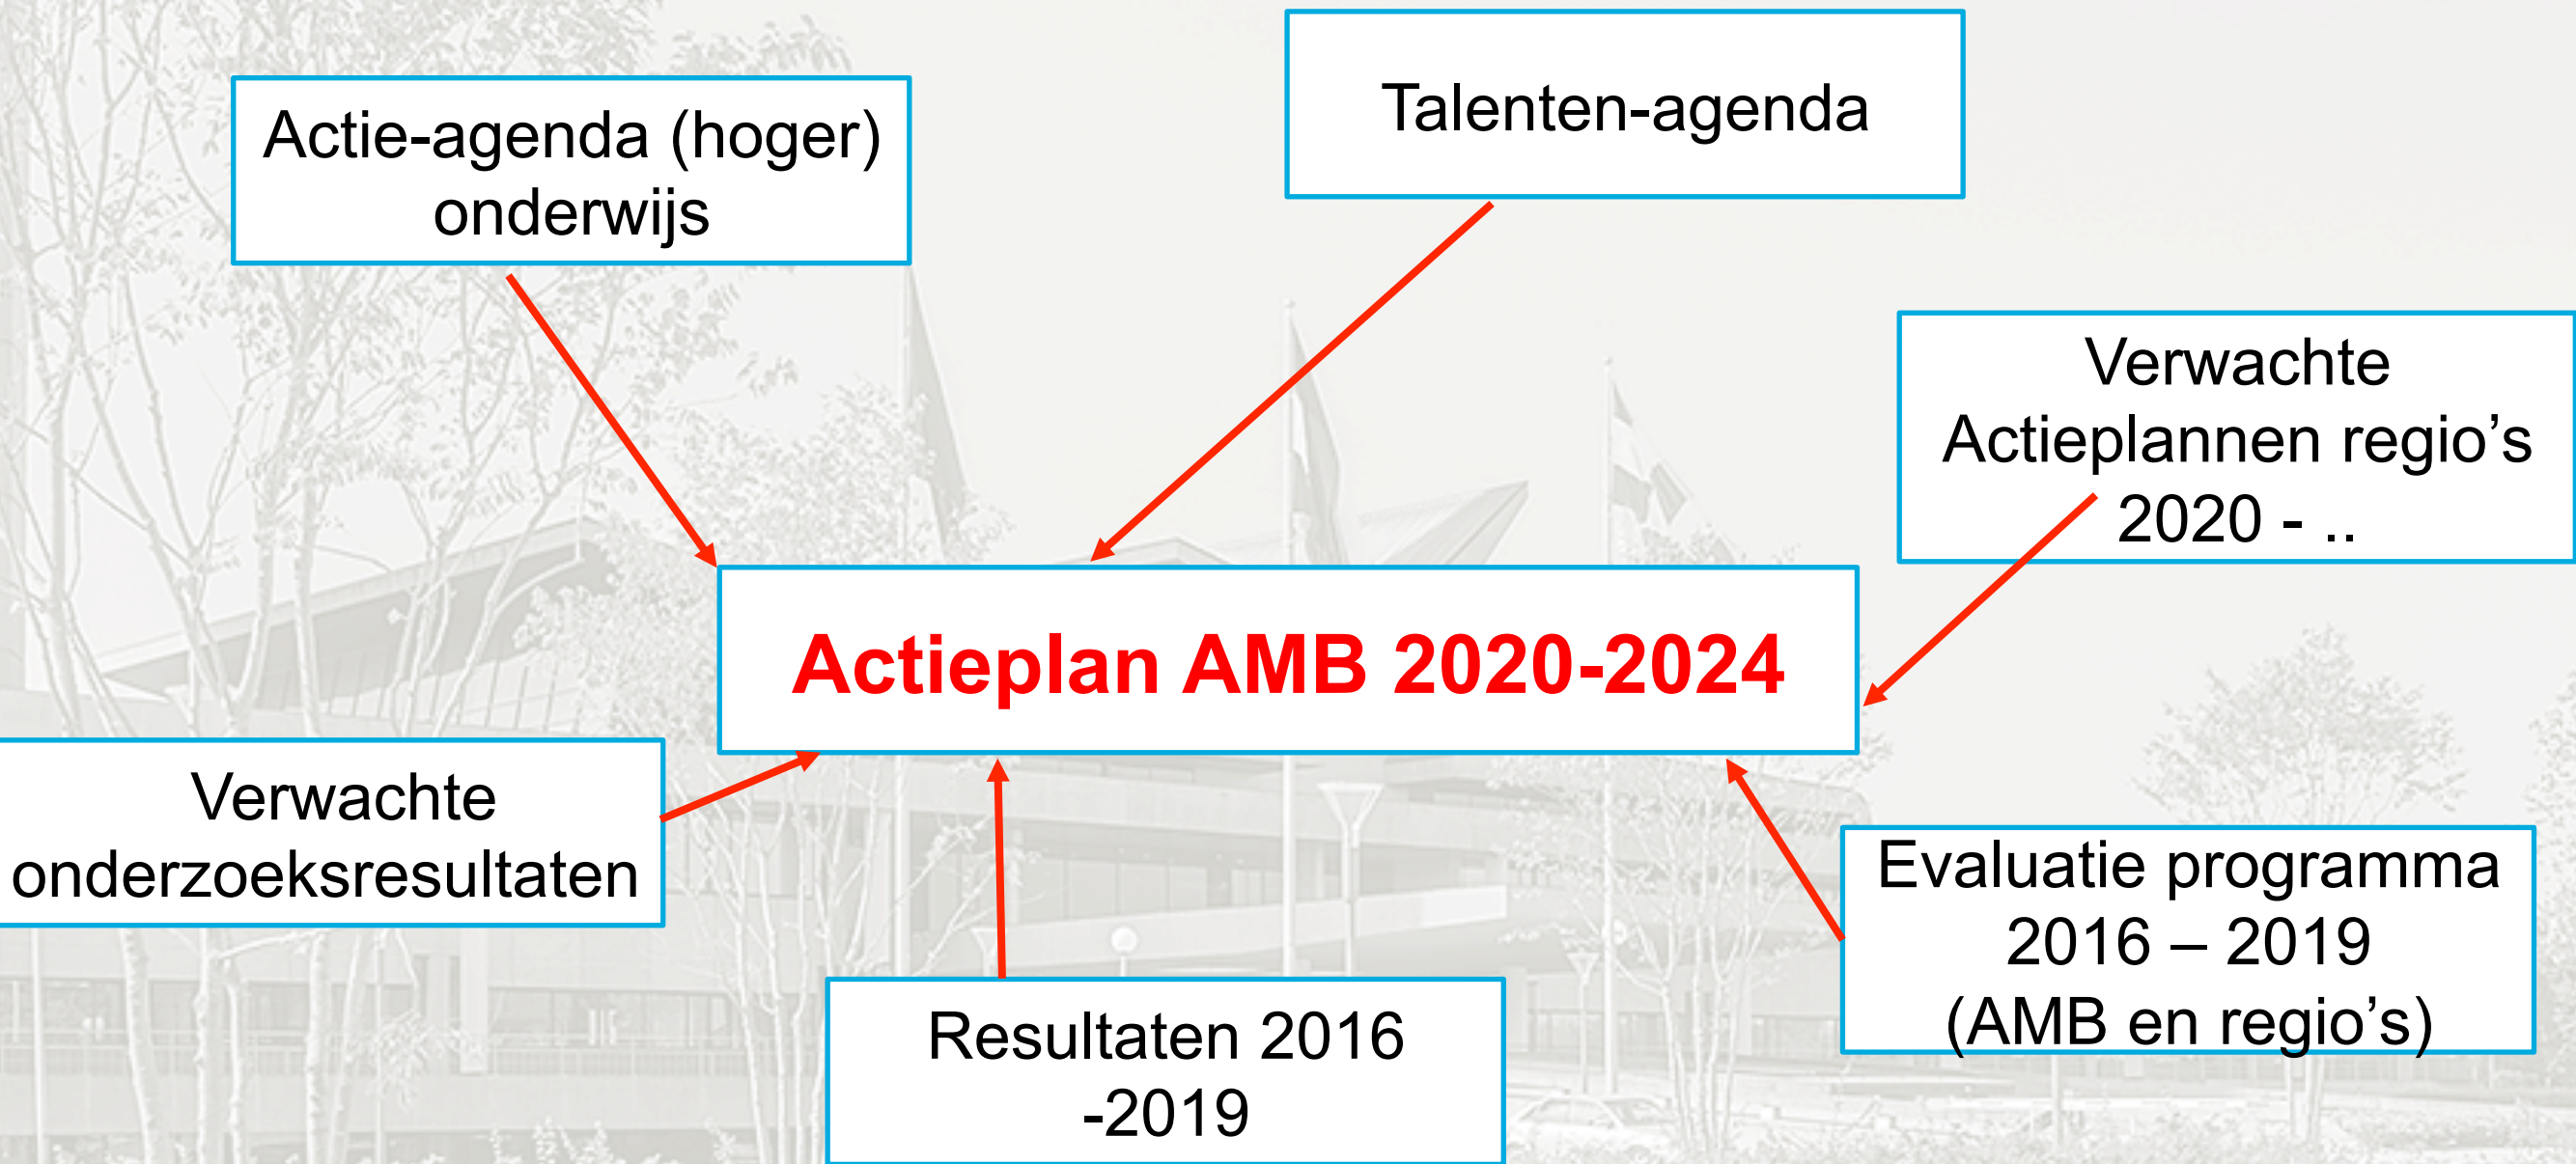 Talenten-agenda
Actie-agenda (hoger)
onderwijs
Verwachte
Actieplannen regio’s
2020 - ..
Actieplan AMB 2020-2024
Verwachte
onderzoeksresultaten
Evaluatie programma
2016 – 2019
(AMB en regio’s)
Resultaten 2016
-2019